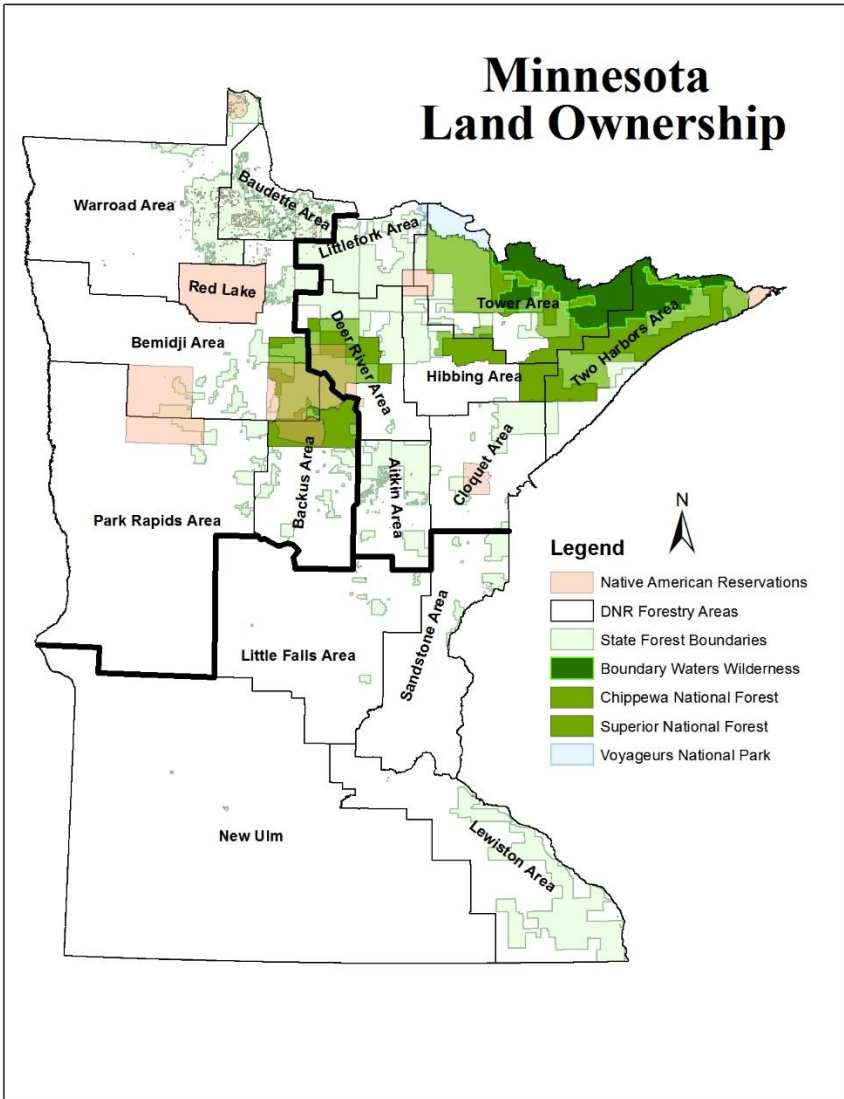 Minnesota
Land Ownership
Warroad Area
Baudette Area
Littlefork Area
Red Lake
Tower Area
Bemidji Area
Deer River Area
Hibbing Area
Two Harbors Area
Cloquet Area
Aitkin Area
Backus Area
Park Rapids Area
N
Legend
Native American Reservations
DNR Forestry Areas
State Forest Boundaries
Boundary Waters Wilderness
Chippewa National Forest
Superior National Forest
Voyageurs National Park
Little Falls Area
Sandstone Area
New Ulm
Lewiston Area